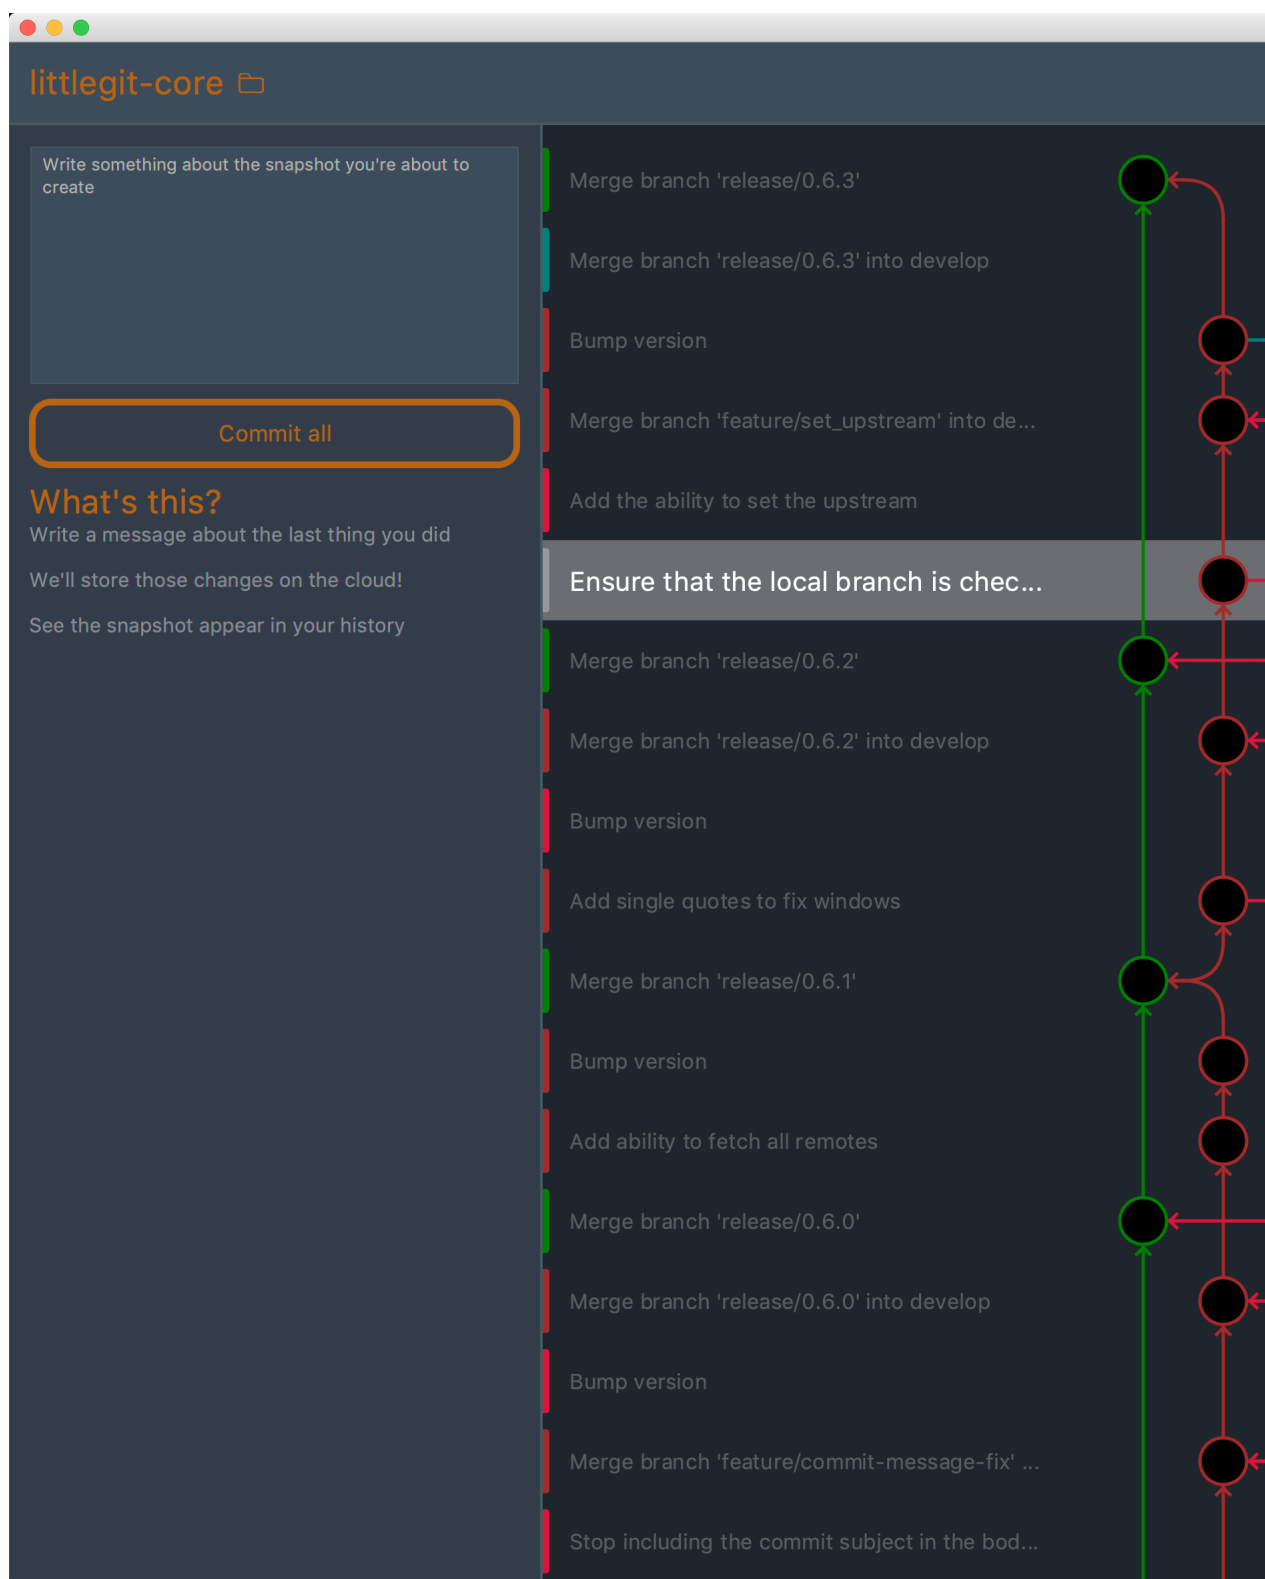 littlegit-core
Write something about the snapshot you're about to
create
Commit all
What's this?
Write a message about the last thing you did
We'll store those changes on the cloud!
See the snapshot appear in your history
Merge branch 'release/0.6.3'
Merge branch 'release/0.6.3' into develop
Bump version
Merge branch 'feature/set_upstream' into de...
Add the ability to set the upstream
Ensure that the local branch is chec...
Merge branch 'release/0.6.2'
Merge branch 'release/0.6.2' into develop
Bump version
Add single quotes to fix windows
Merge branch 'release/0.6.1'
Bump version
Add ability to fetch all remotes
Merge branch 'release/0.6.0'
Merge branch 'release/0.6.0' into develop
Bump version
Merge branch 'feature/commit-message-fix' ...
Stop including the commit subject in the bod...